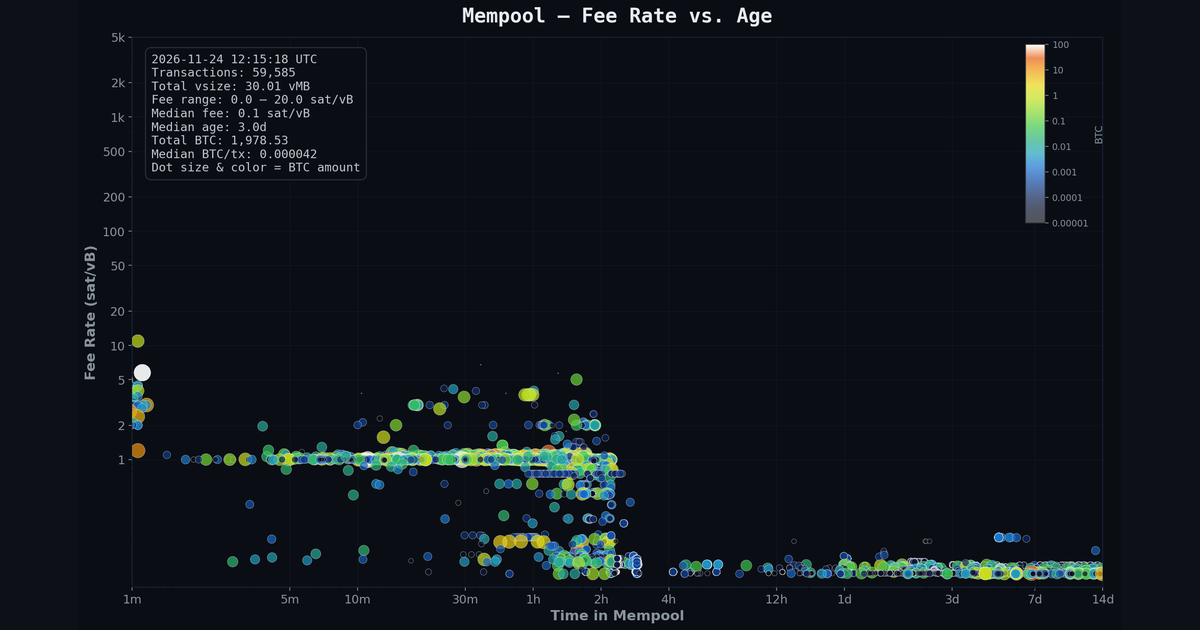 Mempool — Fee Rate vs. Age
2026-11-24 12:15:18 UTC
Transactions: 59,585
Total vsize: 30.01 vMB
Fee range: 0.0 — 20.0 sat/vB
Median fee: 0.1 sat/vB
Median age: 3.0d
Total BTC: 1,978.53
Median BTC/tx: 0.000042
Dot size & color = BTC amount
100
10
1
0.1
0.01
0.001
0.0001
0.00001
BTC
5k
2k
1k
500
200
100
50
20
10
5
2
1
Fee Rate (sat/vB)
1m
5m
10m
30m
1h
2h
4h
12h
1d
3d
7d
14d
Time in Mempool